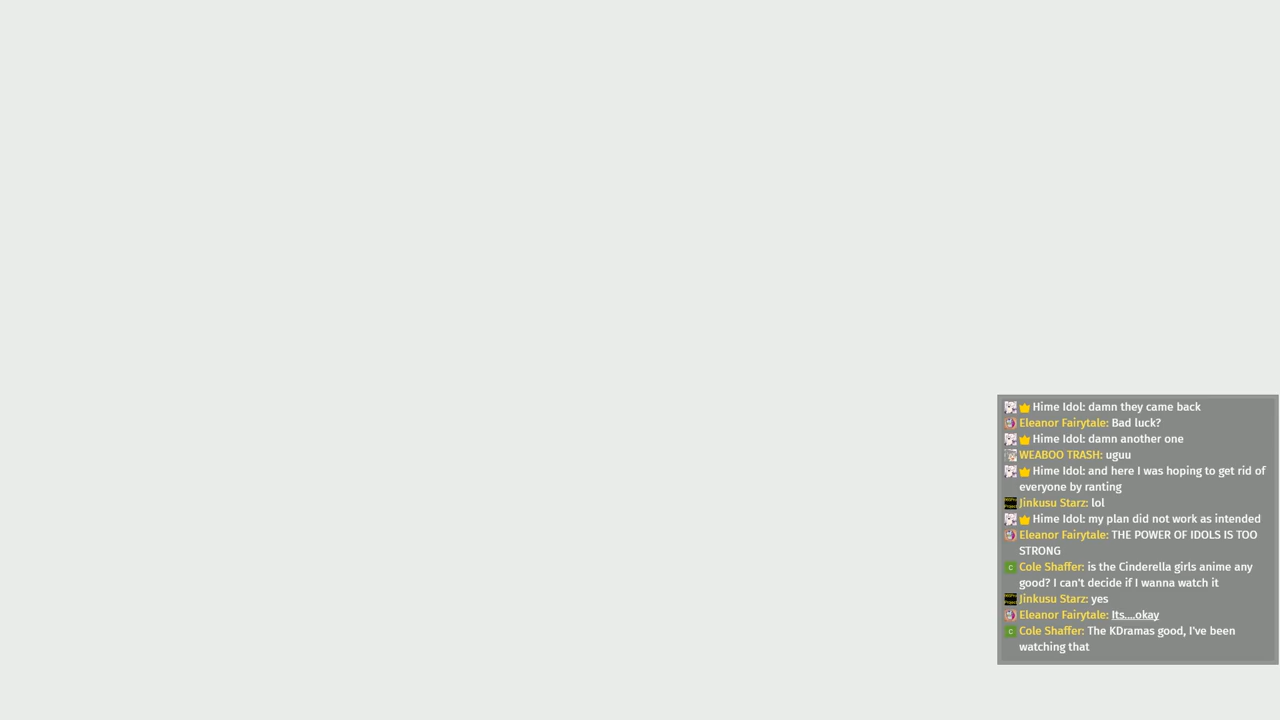 Hime Idol: damn they came back
Eleanor Fairytale: Bad luck?
Hime Idol: damn another one
WEABOO TRASH: uguu
Hime Idol: and here I was hoping to get rid of
everyone by ranting
Jinkusu Starz: lol
Hime Idol: my plan did not work as intended
Eleanor Fairytale: THE POWER OF IDOLS IS TOO
STRONG
C Cole Shaffer: is the Cinderella girls anime any
good? I can't decide if I wanna watch it
Jinkusu Starz: yes
Eleanor Fairytale: Its....okay
C Cole Shaffer: The KDramas good, I've been
watching that